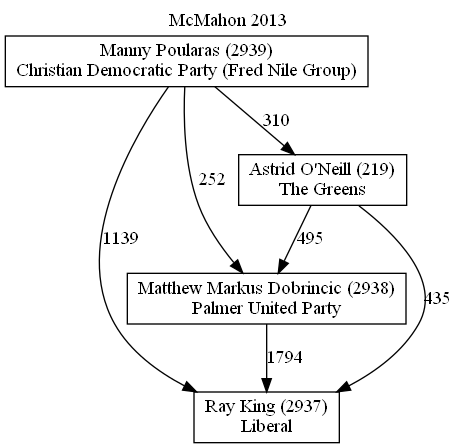 McMahon 2013
Manny Poularas (2939)
Christian Democratic Party (Fred Nile Group)
310
Astrid O'Neill (219)
The Greens
252
1139
495
435
Matthew Markus Dobrincic (2938)
Palmer United Party
1794
Ray King (2937)
Liberal